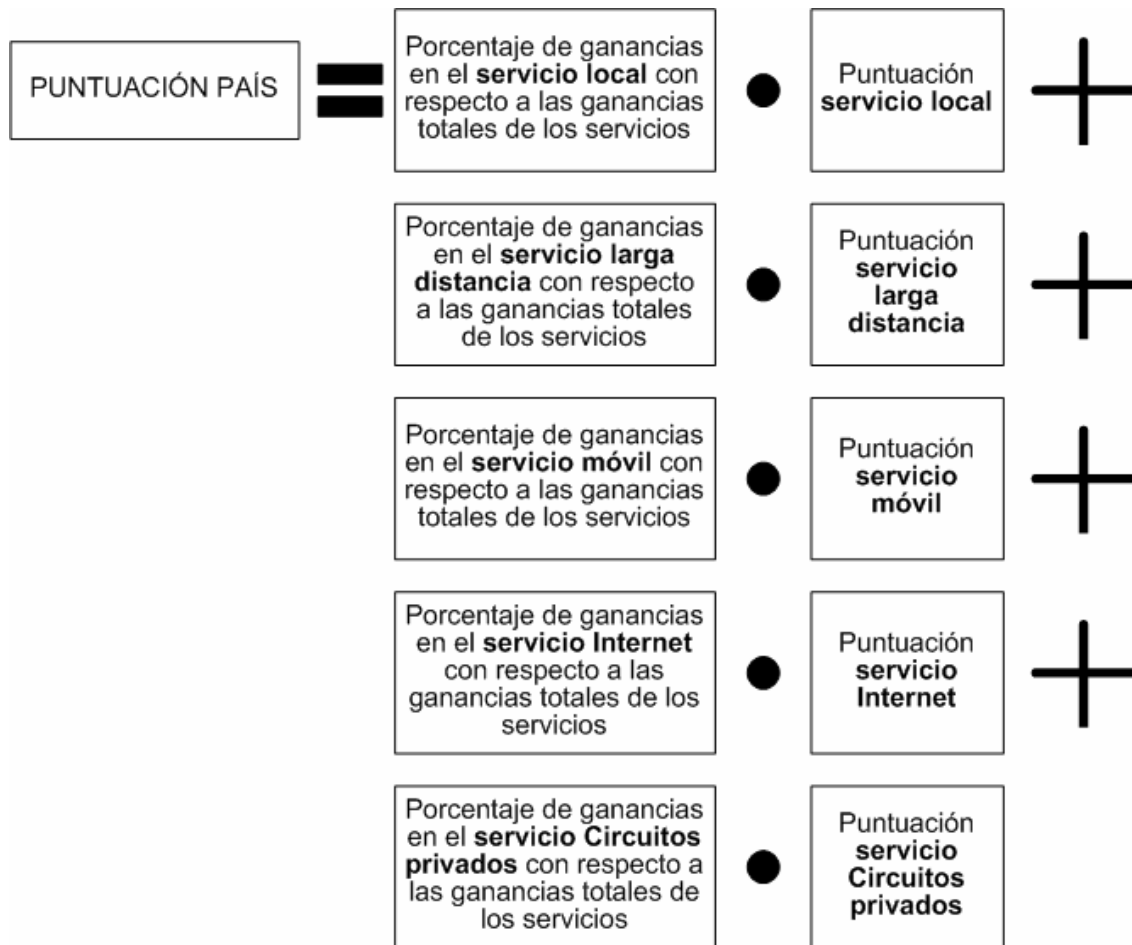 PUNTUACIÓN PAÍS
Porcentaje de ganancias
en el servicio local con
respecto a las ganancias
totales de los servicios
Puntuación
servicio local
Porcentaje de ganancias
en el servicio larga
distancia con respecto
a las ganancias totales
de los servicios
Puntuación
servicio
larga
distancia
Porcentaje de ganancias
en el servicio móvil con
respecto a las ganancias
totales de los servicios
Puntuación
servicio
móvil
Porcentaje de ganancias
en el servicio Internet
con respecto a las
ganancias totales de los
servicios
Puntuación
servicio
Internet
Porcentaje de ganancias
en el servicio Circuitos
privados con respecto a
las ganancias totales de
los servicios
Puntuación
servicio
Circuitos
privados